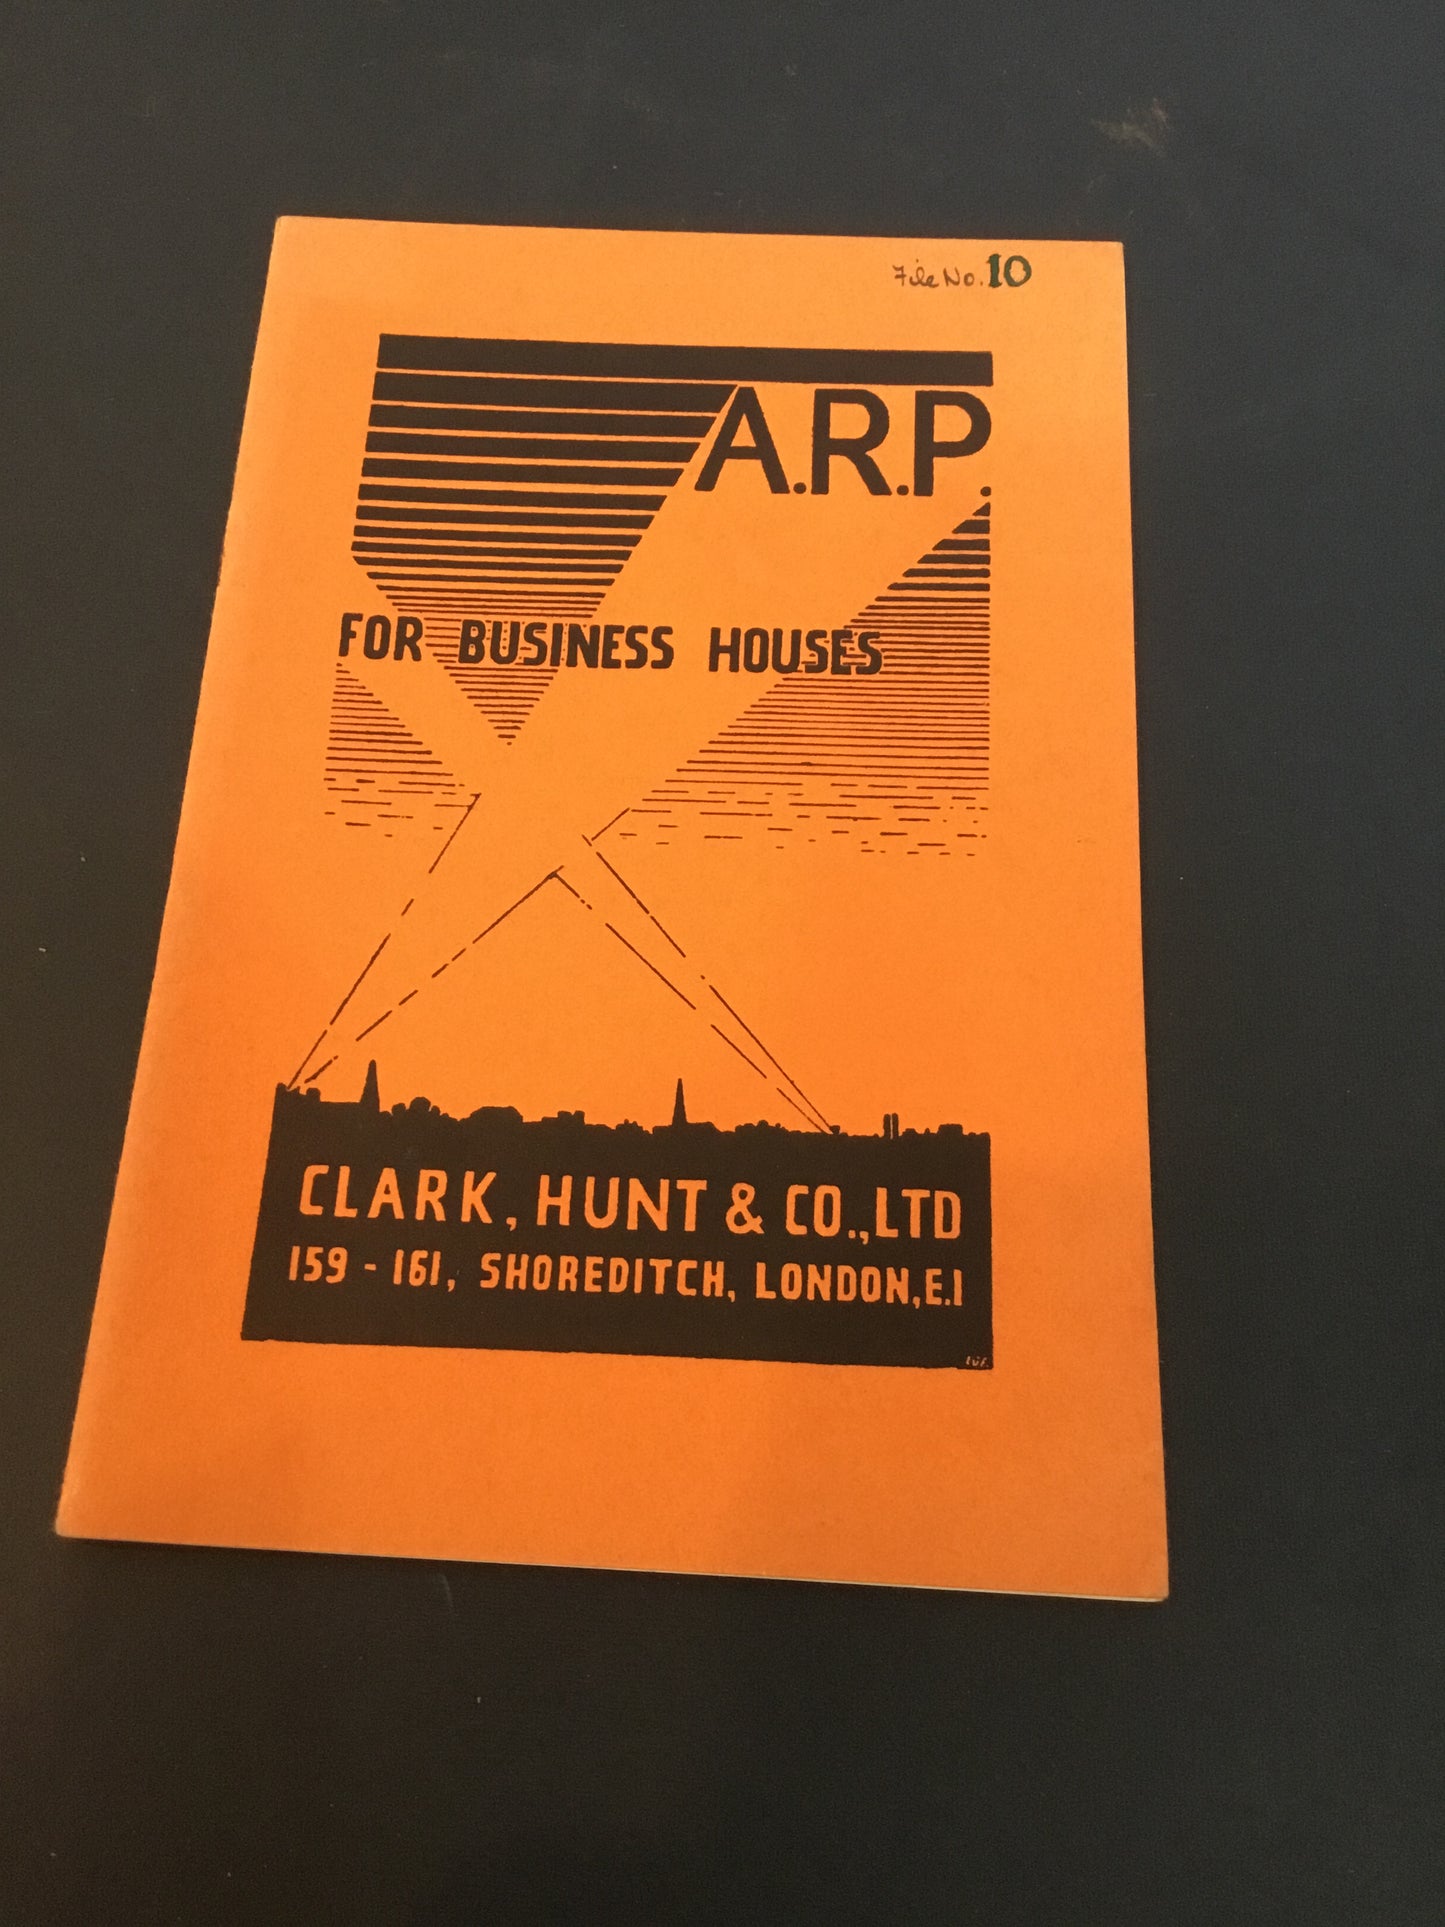 File No. 10
A.R.P.
FOR BUSINESS HOUSES
CLARK, HUNT & CO., LTD
159 - 161, SHOREDITCH, LONDON, E.1